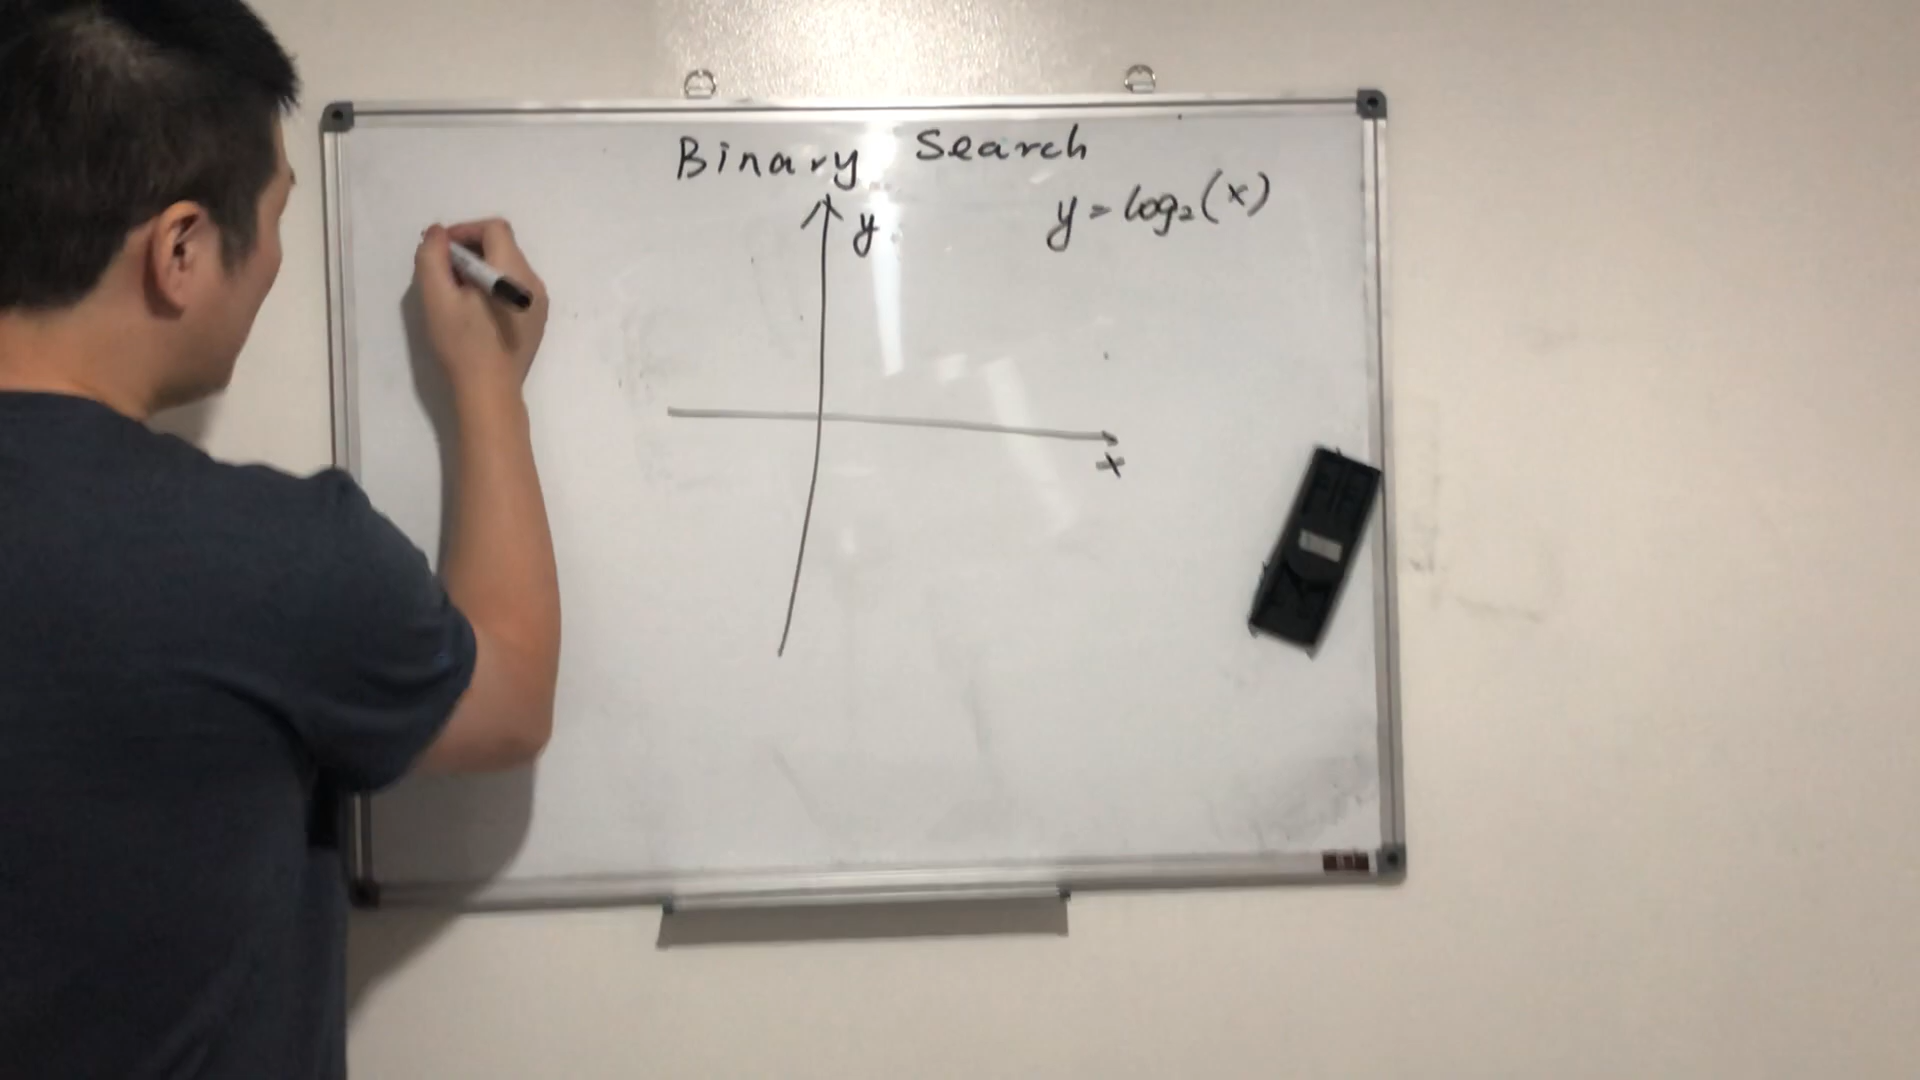 Binary Search
y = log₂(x)
y
x